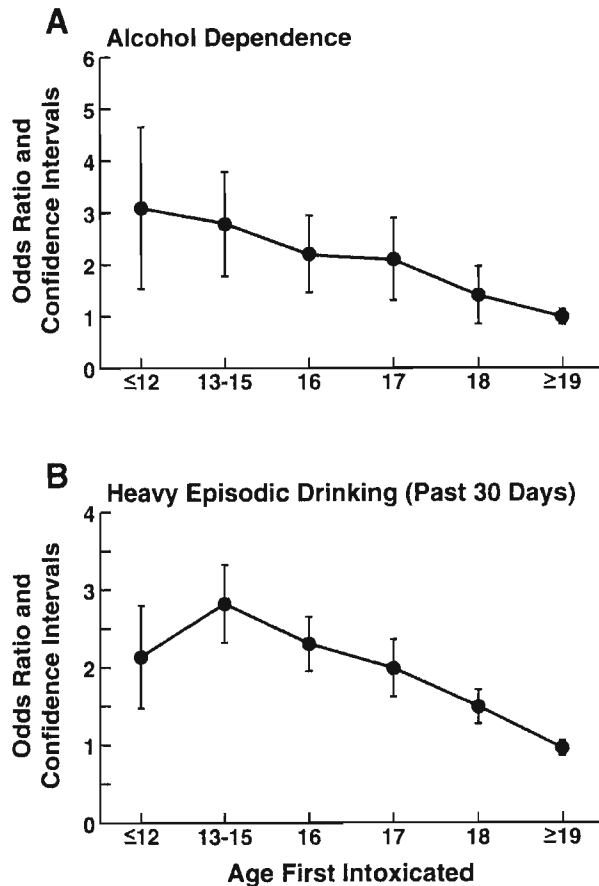 A
Alcohol Dependence
Odds Ratio and
Confidence Intervals
6
5
4
3
2
1
0
≤12 13-15 16 17 18 ≥19
B
Heavy Episodic Drinking (Past 30 Days)
Odds Ratio and
Confidence Intervals
4
3
2
1
0
≤12 13-15 16 17 18 ≥19
Age First Intoxicated